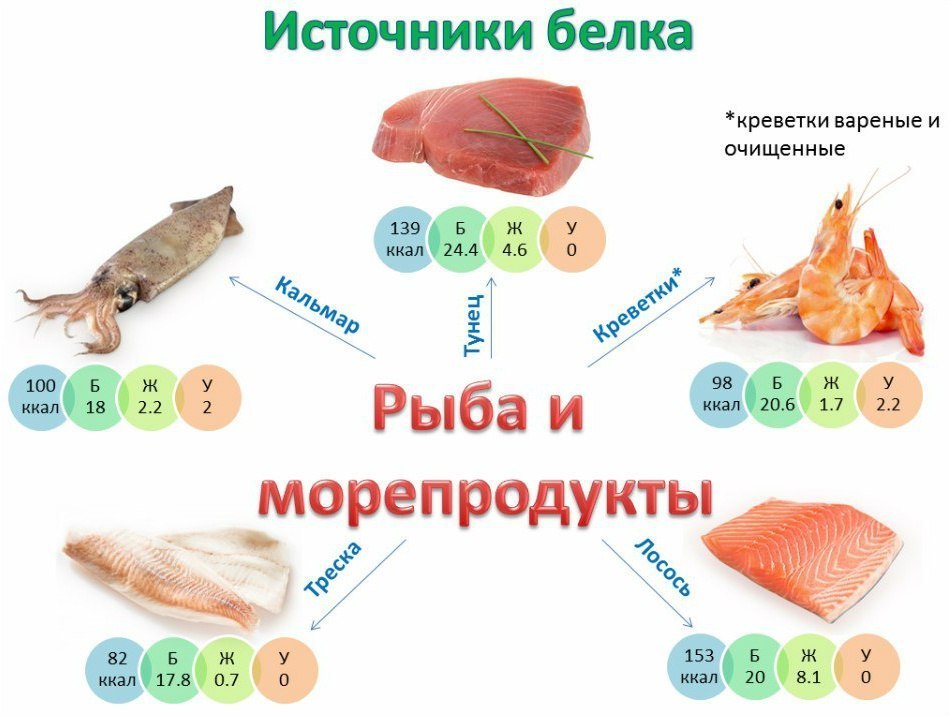 Источники белка
*креветки вареные и
очищенные
139
ккал
Б
24.4
Ж
4.6
У
0
Кальмар
Тунец
Креветки*
100
ккал
Б
18
Ж
2.2
У
2
98
ккал
Б
20.6
Ж
1.7
У
2.2
Рыба и
морепродукты
Треска
Лосось
82
ккал
Б
17.8
Ж
0.7
У
0
153
ккал
Б
20
Ж
8.1
У
0